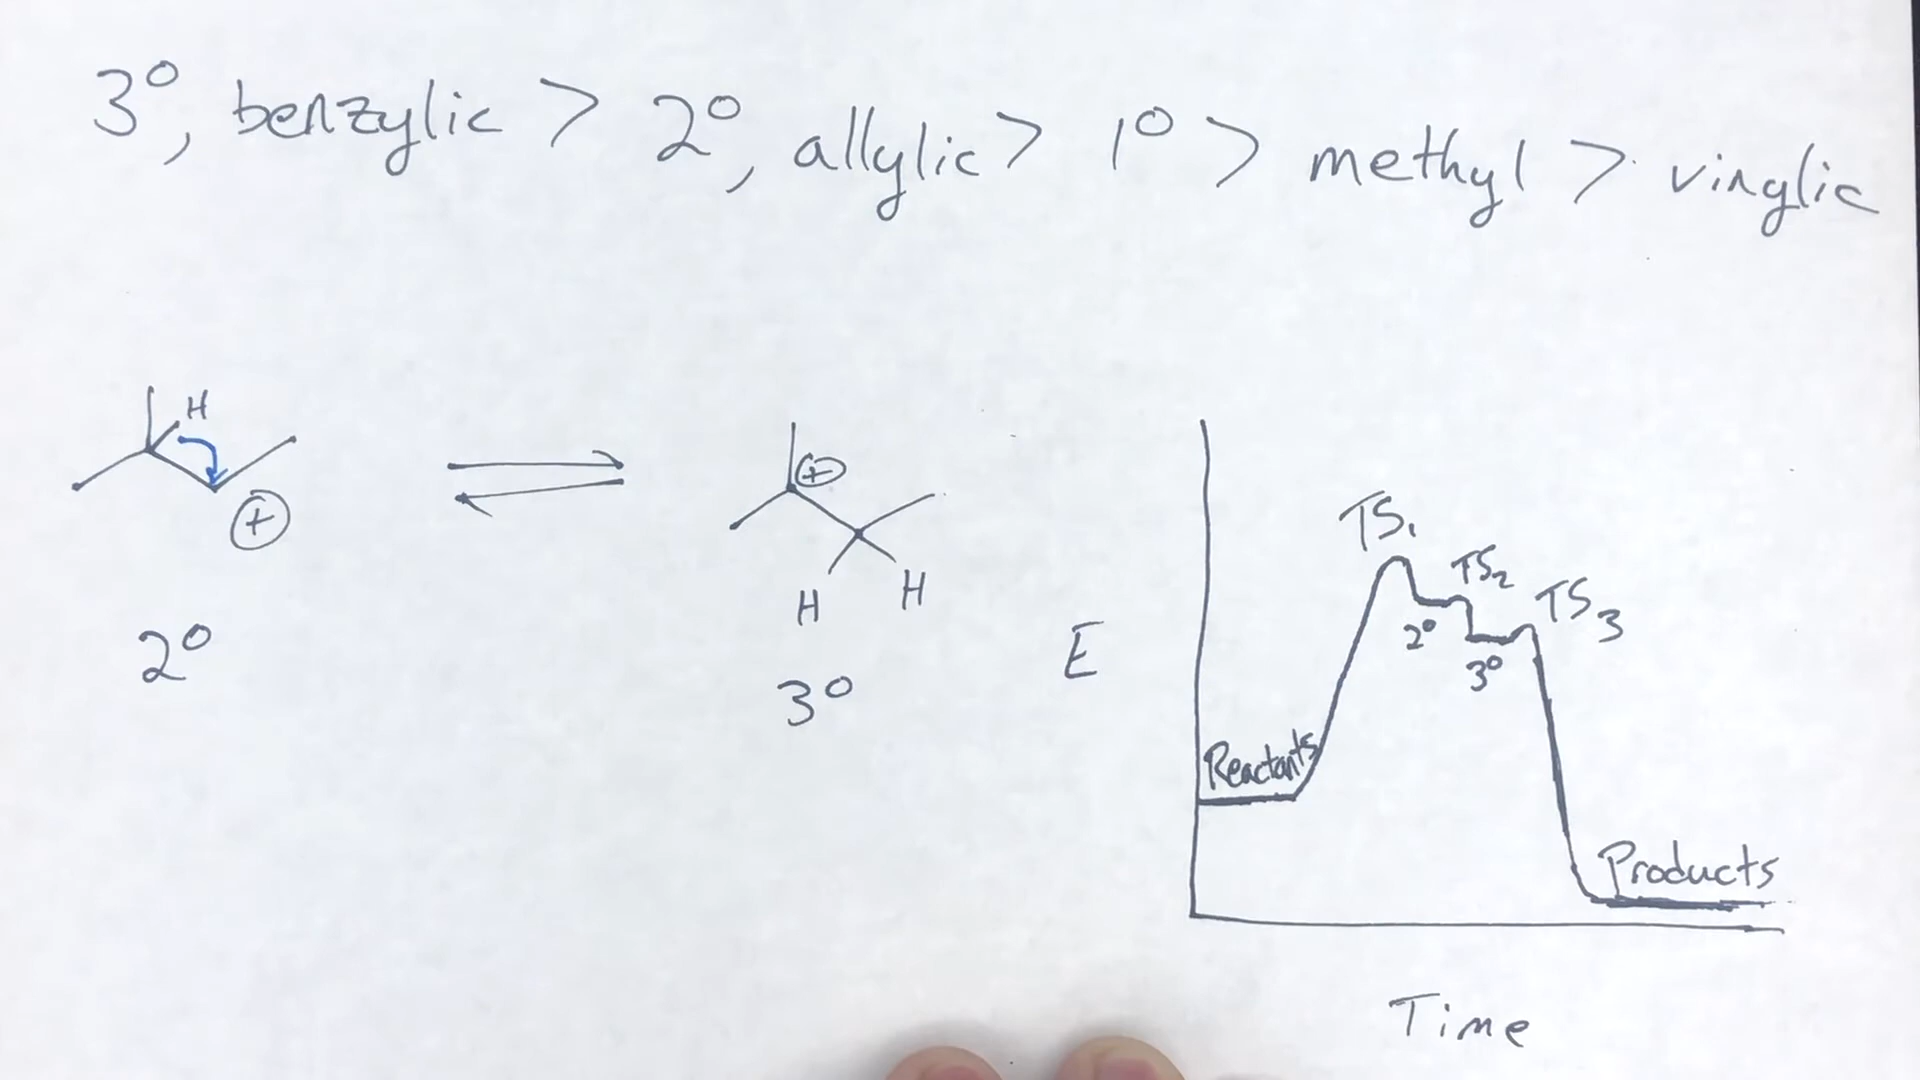 3°, benzylic > 2°, allylic > 1° > methyl > vinylic
H
⊕
2°
⊕
H H
3°
E
TS1
TS2
TS3
2°
3°
Reactants
Products
Time